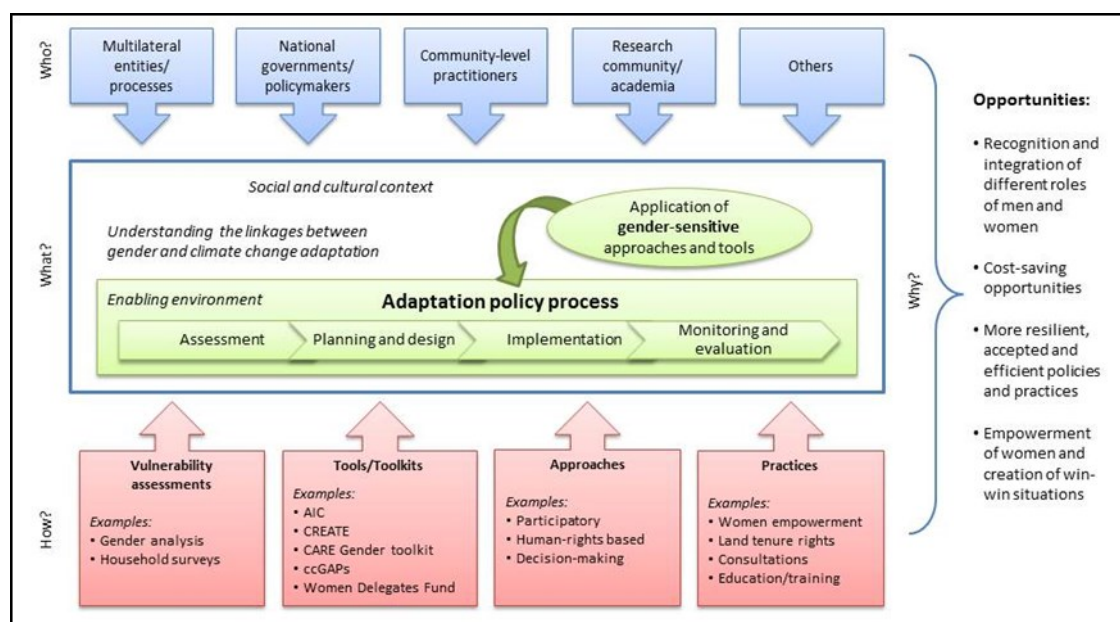 Who?
Multilateral
entities/
processes
National
governments/
policymakers
Community-level
practitioners
Research
community/
academia
Others
What?
Social and cultural context
Understanding the linkages between
gender and climate change adaptation
Application of
gender-sensitive
approaches and tools
Enabling environment
Adaptation policy process
Assessment
Planning and design
Implementation
Monitoring and
evaluation
How?
Vulnerability
assessments
Examples:
• Gender analysis
• Household surveys
Tools/Toolkits
Examples:
• AIC
• CREATE
• CARE Gender toolkit
• ccGAPs
• Women Delegates Fund
Approaches
Examples:
• Participatory
• Human-rights based
• Decision-making
Practices
Examples:
• Women empowerment
• Land tenure rights
• Consultations
• Education/training
Why?
Opportunities:
• Recognition and
integration of
different roles
of men and
women
• Cost-saving
opportunities
• More resilient,
accepted and
efficient policies
and practices
• Empowerment
of women and
creation of win-
win situations